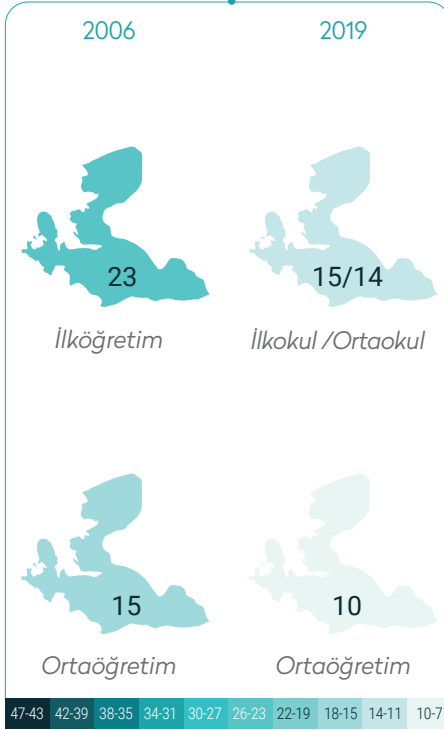 2006 2019
23 15/14
İlköğretim İlkokul /Ortaokul
15 10
Ortaöğretim Ortaöğretim
47-43 42-39 38-35 34-31 30-27 26-23 22-19 18-15 14-11 10-7